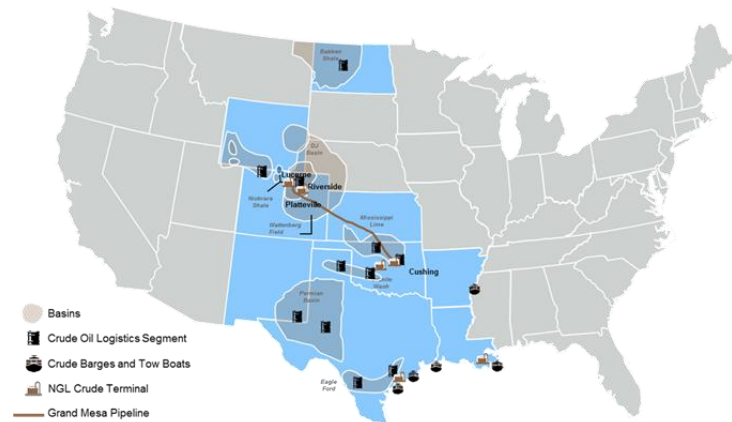 Bakken
Shale
DJ
Basin
Lucerne
Riverside
Niobrara
Shale
Platteville
Wattenberg
Field
Mississippi
Lime
Cushing
Wash
Permian
Basin
Eagle
Ford
Basins
Crude Oil Logistics Segment
Crude Barges and Tow Boats
NGL Crude Terminal
Grand Mesa Pipeline